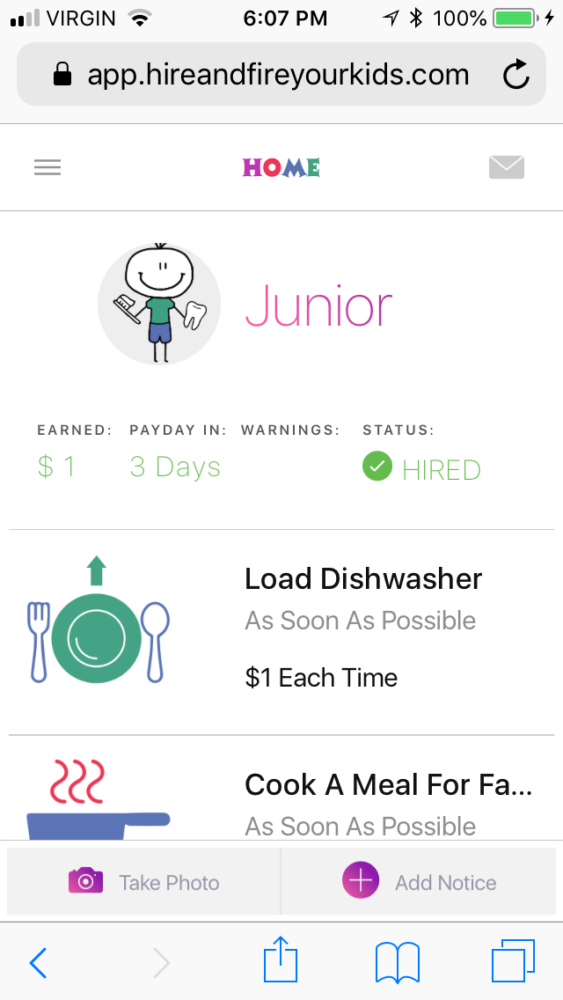 VIRGIN 6:07 PM 100%
app.hireandfireyourkids.com
HOME
Junior
EARNED: PAYDAY IN: WARNINGS: STATUS:
$ 1 3 Days HIRED
Load Dishwasher
As Soon As Possible
$1 Each Time
Cook A Meal For Fa...
As Soon As Possible
Take Photo Add Notice